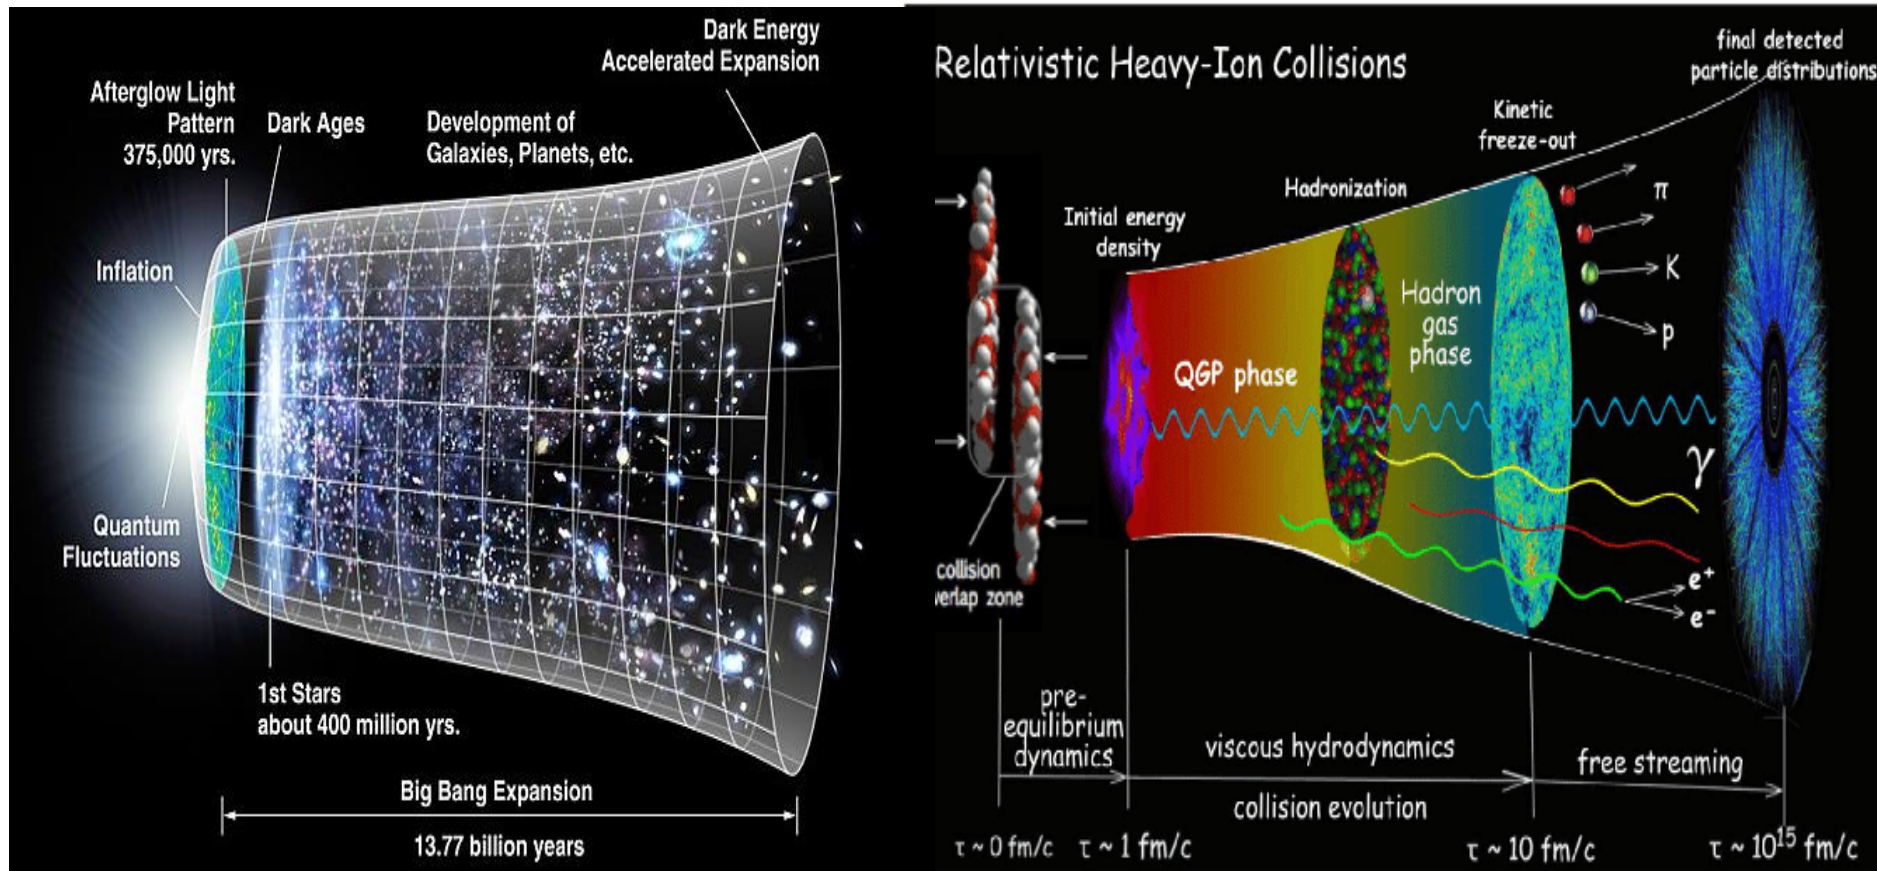 Dark Energy
Accelerated Expansion
Afterglow Light
Pattern
375,000 yrs.
Dark Ages
Development of
Galaxies, Planets, etc.
Inflation
Quantum
Fluctuations
1st Stars
about 400 million yrs.
Big Bang Expansion
13.77 billion years
Relativistic Heavy-Ion Collisions
final detected
particle distributions
Kinetic
freeze-out
Hadronization
Initial energy
density
π
K
p
QGP phase
Hadron
gas
phase
γ
e⁺
e⁻
collision
verlap zone
pre-
equilibrium
dynamics
viscous hydrodynamics
collision evolution
free streaming
τ ~ 0 fm/c
τ ~ 1 fm/c
τ ~ 10 fm/c
τ ~ 10¹⁵ fm/c